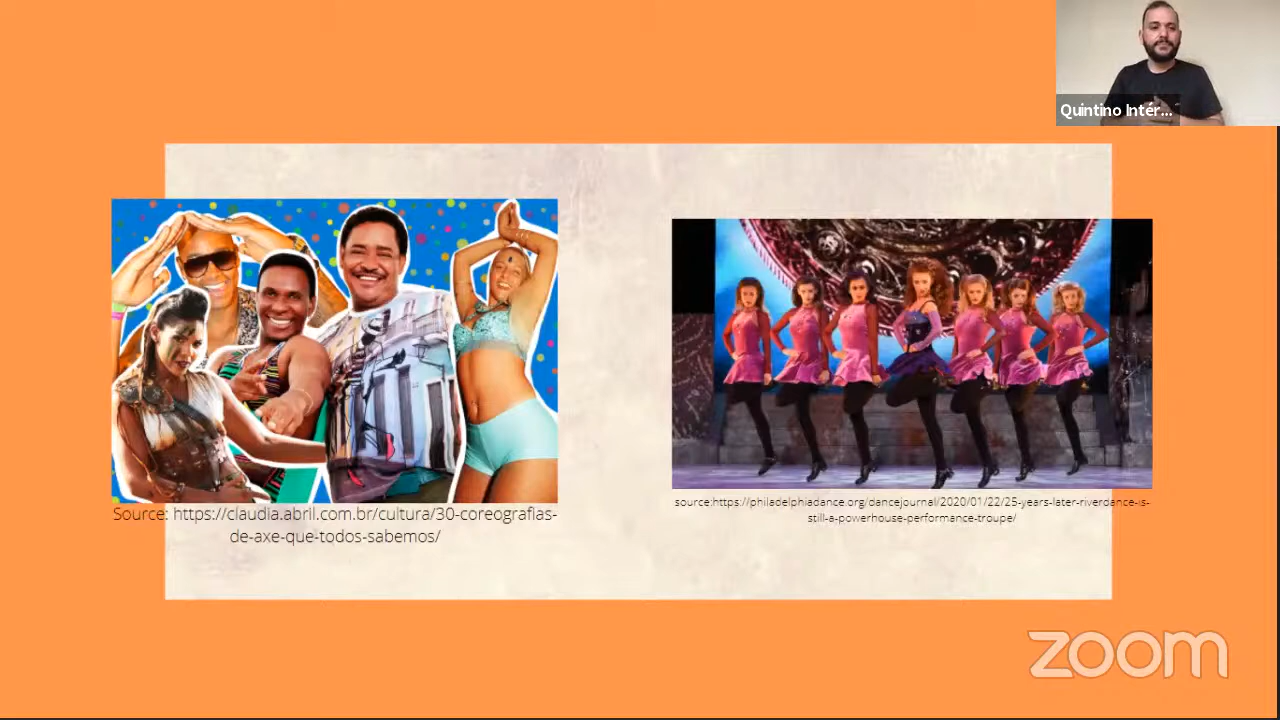 Quintino Intér...
Source: https://claudia.abril.com.br/cultura/30-coreografias-
de-axe-que-todos-sabemos/
source:https://philadelphiadance.org/dancejournal/2020/01/22/25-years-later-riverdance-is-
still-a-powerhouse-performance-troupe/
zoom